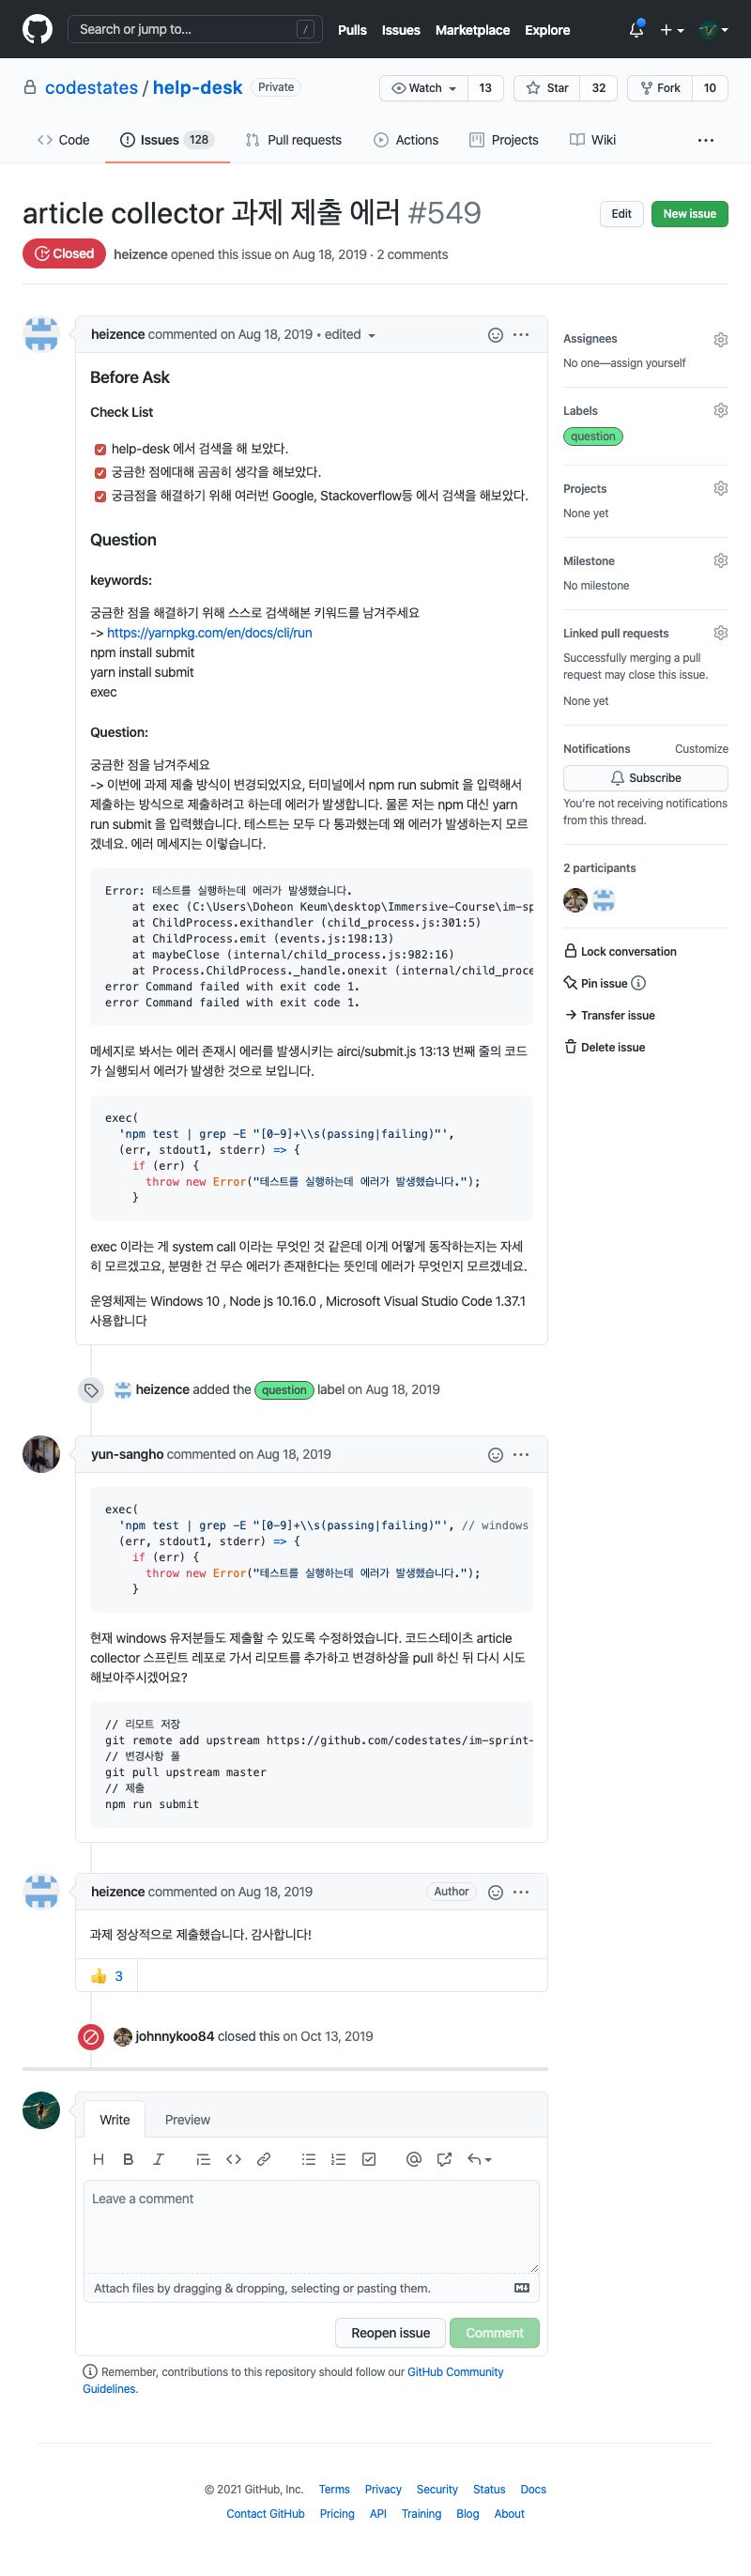 Search or jump to... /
Pulls Issues Marketplace Explore
codestates / help-desk Private
Watch 13 Star 32 Fork 10
Code Issues 128 Pull requests Actions Projects Wiki
article collector 과제 제출 에러 #549
Edit New issue
Closed heizence opened this issue on Aug 18, 2019 · 2 comments
heizence commented on Aug 18, 2019 • edited
Before Ask
Check List
help-desk 에서 검색을 해 보았다.
궁금한 점에대해 곰곰히 생각을 해보았다.
궁금점을 해결하기 위해 여러번 Google, Stackoverflow등 에서 검색을 해보았다.
Question
keywords:
궁금한 점을 해결하기 위해 스스로 검색해본 키워드를 남겨주세요
-> https://yarnpkg.com/en/docs/cli/run
npm install submit
yarn install submit
exec
Question:
궁금한 점을 남겨주세요
-> 이번에 과제 제출 방식이 변경되었지요, 터미널에서 npm run submit 을 입력해서
제출하는 방식으로 제출하려고 하는데 에러가 발생합니다. 물론 저는 npm 대신 yarn
run submit 을 입력했습니다. 테스트는 모두 다 통과했는데 왜 에러가 발생하는지 모르
겠네요. 에러 메세지는 이렇습니다.
Error: 테스트를 실행하는데 에러가 발생했습니다.
at exec (C:\Users\Doheon Keum\desktop\Immersive-Course\im-sp
at ChildProcess.exithandler (child_process.js:301:5)
at ChildProcess.emit (events.js:198:13)
at maybeClose (internal/child_process.js:982:16)
at Process.ChildProcess._handle.onexit (internal/child_proce
error Command failed with exit code 1.
error Command failed with exit code 1.
메세지로 봐서는 에러 존재시 에러를 발생시키는 airci/submit.js 13:13 번째 줄의 코드
가 실행되서 에러가 발생한 것으로 보입니다.
exec(
'npm test | grep -E "[0-9]+\\s(passing|failing)"',
(err, stdout1, stderr) => {
if (err) {
throw new Error("테스트를 실행하는데 에러가 발생했습니다.");
}
exec 이라는 게 system call 이라는 무엇인 것 같은데 이게 어떻게 동작하는지는 자세
히 모르겠고요, 분명한 건 무슨 에러가 존재한다는 뜻인데 에러가 무엇인지 모르겠네요.
운영체제는 Windows 10 , Node js 10.16.0 , Microsoft Visual Studio Code 1.37.1
사용합니다
heizence added the question label on Aug 18, 2019
yun-sangho commented on Aug 18, 2019
exec(
'npm test | grep -E "[0-9]+\\s(passing|failing)"', // windows
(err, stdout1, stderr) => {
if (err) {
throw new Error("테스트를 실행하는데 에러가 발생했습니다.");
}
현재 windows 유저분들도 제출할 수 있도록 수정하였습니다. 코드스테이츠 article
collector 스프린트 레포로 가서 리모트를 추가하고 변경하상을 pull 하신 뒤 다시 시도
해보아주시겠어요?
// 리모트 저장
git remote add upstream https://github.com/codestates/im-sprint-
// 변경사항 풀
git pull upstream master
// 제출
npm run submit
heizence commented on Aug 18, 2019 Author
과제 정상적으로 제출했습니다. 감사합니다!
👍 3
johnnykoo84 closed this on Oct 13, 2019
Write Preview
Leave a comment
Attach files by dragging & dropping, selecting or pasting them.
Reopen issue Comment
Remember, contributions to this repository should follow our GitHub Community
Guidelines.
Assignees
No one—assign yourself
Labels
question
Projects
None yet
Milestone
No milestone
Linked pull requests
Successfully merging a pull
request may close this issue.
None yet
Notifications Customize
Subscribe
You're not receiving notifications
from this thread.
2 participants
Lock conversation
Pin issue
Transfer issue
Delete issue
© 2021 GitHub, Inc. Terms Privacy Security Status Docs
Contact GitHub Pricing API Training Blog About